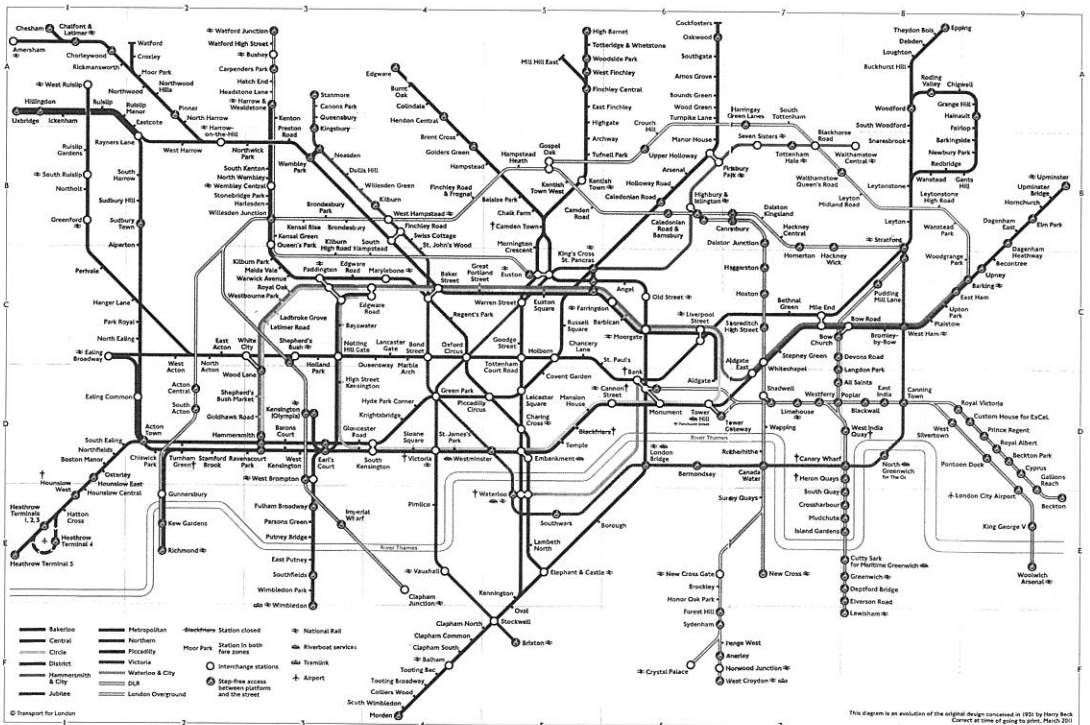 1 2 3 4 5 6 7 8 9
Chesham
Chalfont & Latimer
Amersham
Chorleywood
Rickmansworth
Watford
Croxley
Moor Park
Northwood
Northwood Hills
Pinner
North Harrow
Harrow-on-the-Hill
West Ruislip
Hillingdon
Uxbridge
Ickenham
Ruislip
Ruislip Manor
Eastcote
Rayners Lane
West Harrow
Northwick Park
Ruislip Gardens
South Ruislip
Northolt
Greenford
Perivale
Hanger Lane
Park Royal
North Ealing
Ealing Broadway
Ealing Common
South Harrow
Sudbury Hill
Sudbury Town
Alperton
Watford Junction
Watford High Street
Bushey
Carpenders Park
Hatch End
Headstone Lane
Harrow & Wealdstone
Kenton
Preston Road
South Kenton
North Wembley
Wembley Central
Stonebridge Park
Harlesden
Willesden Junction
Kensal Rise
Kensal Green
Queen's Park
Kilburn Park
Maida Vale
Warwick Avenue
Royal Oak
Westbourne Park
Paddington
Stanmore
Canons Park
Queensbury
Kingsbury
Wembley Park
Neasden
Dollis Hill
Willesden Green
Kilburn
West Hampstead
Finchley Road
Swiss Cottage
St. John's Wood
Brondesbury Park
Brondesbury
Kilburn High Road
South Hampstead
Finchley Road & Frognal
Edgware
Burnt Oak
Colindale
Hendon Central
Brent Cross
Golders Green
Hampstead
Belsize Park
Chalk Farm
Camden Town
Mornington Crescent
Hampstead Heath
Gospel Oak
Kentish Town West
Camden Road
High Barnet
Totteridge & Whetstone
Woodside Park
West Finchley
Mill Hill East
Finchley Central
East Finchley
Highgate
Archway
Tufnell Park
Kentish Town
Cockfosters
Oakwood
Southgate
Arnos Grove
Bounds Green
Wood Green
Turnpike Lane
Manor House
Finsbury Park
Arsenal
Holloway Road
Caledonian Road
Crouch Hill
Upper Holloway
Harringay Green Lanes
South Tottenham
Seven Sisters
Tottenham Hale
Blackhorse Road
Walthamstow Central
Walthamstow Queen's Road
Leyton Midland Road
Leytonstone High Road
Wanstead Park
Woodgrange Park
Epping
Theydon Bois
Debden
Loughton
Buckhurst Hill
Roding Valley
Chigwell
Grange Hill
Hainault
Fairlop
Barkingside
Newbury Park
Redbridge
Gants Hill
Wanstead
Woodford
South Woodford
Snaresbrook
Leytonstone
Leyton
Stratford
Upminster
Upminster Bridge
Hornchurch
Elm Park
Dagenham East
Dagenham Heathway
Becontree
Upney
Barking
East Ham
Upton Park
Plaistow
West Ham
Highbury & Islington
Canonbury
Caledonian Road & Barnsbury
Dalston Kingsland
Hackney Central
Homerton
Hackney Wick
Dalston Junction
Haggerston
Hoxton
Shoreditch High Street
Pudding Mill Lane
Bow Road
Bow Church
Bromley-by-Bow
Mile End
Bethnal Green
Stepney Green
Whitechapel
Aldgate East
Aldgate
Liverpool Street
Moorgate
Old Street
Barbican
Farringdon
Angel
King's Cross St. Pancras
Euston
Euston Square
Warren Street
Great Portland Street
Baker Street
Marylebone
Edgware Road
Edgware Road
Regent's Park
Russell Square
Goodge Street
Chancery Lane
St. Paul's
Bank
Holborn
Tottenham Court Road
Oxford Circus
Bond Street
Marble Arch
Lancaster Gate
Queensway
Notting Hill Gate
Bayswater
Holland Park
Shepherd's Bush
Ladbroke Grove
Latimer Road
White City
Wood Lane
East Acton
North Acton
West Acton
Shepherd's Bush Market
Goldhawk Road
Hammersmith
Acton Central
South Acton
Acton Town
South Ealing
Northfields
Boston Manor
Osterley
Hounslow East
Hounslow Central
Hounslow West
Hatton Cross
Heathrow Terminals 1, 2, 3
Heathrow Terminal 4
Heathrow Terminal 5
Chiswick Park
Turnham Green
Stamford Brook
Ravenscourt Park
Barons Court
West Kensington
Kensington (Olympia)
High Street Kensington
Earl's Court
Gloucester Road
South Kensington
Knightsbridge
Hyde Park Corner
Green Park
Piccadilly Circus
Leicester Square
Covent Garden
Charing Cross
Sloane Square
Victoria
St. James's Park
Westminster
Embankment
Temple
Blackfriars
Mansion House
Cannon Street
Monument
Tower Hill
Fenchurch Street
Tower Gateway
Shadwell
Limehouse
Westferry
Poplar
All Saints
Langdon Park
Devons Road
Blackwall
East India
Canning Town
Royal Victoria
Custom House for ExCeL
Prince Regent
Royal Albert
Beckton Park
Cyprus
Gallions Reach
Beckton
West Silvertown
Pontoon Dock
London City Airport
King George V
Woolwich Arsenal
West India Quay
Canary Wharf
Heron Quays
South Quay
Crossharbour
Mudchute
Island Gardens
Cutty Sark for Maritime Greenwich
Greenwich
Deptford Bridge
Elverson Road
Lewisham
North Greenwich
for The O2
Wapping
Rotherhithe
Canada Water
Surrey Quays
Bermondsey
London Bridge
Borough
Southwark
Waterloo
Lambeth North
Elephant & Castle
Kennington
Oval
Stockwell
Brixton
Pimlico
Vauxhall
Clapham North
Clapham Common
Clapham South
Balham
Tooting Bec
Tooting Broadway
Colliers Wood
South Wimbledon
Morden
West Brompton
Fulham Broadway
Parsons Green
Putney Bridge
East Putney
Southfields
Wimbledon Park
Wimbledon
Imperial Wharf
Clapham Junction
Gunnersbury
Kew Gardens
Richmond
River Thames
River Thames
New Cross Gate
New Cross
Brockley
Honor Oak Park
Forest Hill
Sydenham
Crystal Palace
Penge West
Anerley
Norwood Junction
West Croydon
Bakerloo
Central
Circle
District
Hammersmith & City
Jubilee
Metropolitan
Northern
Piccadilly
Victoria
Waterloo & City
DLR
London Overground
Blackfriars Station closed
Moor Park Station in both fare zones
Interchange stations
Step-free access between platform and the street
National Rail
Riverboat services
Tramlink
Airport
© Transport for London
This diagram is an evolution of the original design conceived in 1931 by Harry Beck
Correct at time of going to print, March 2011